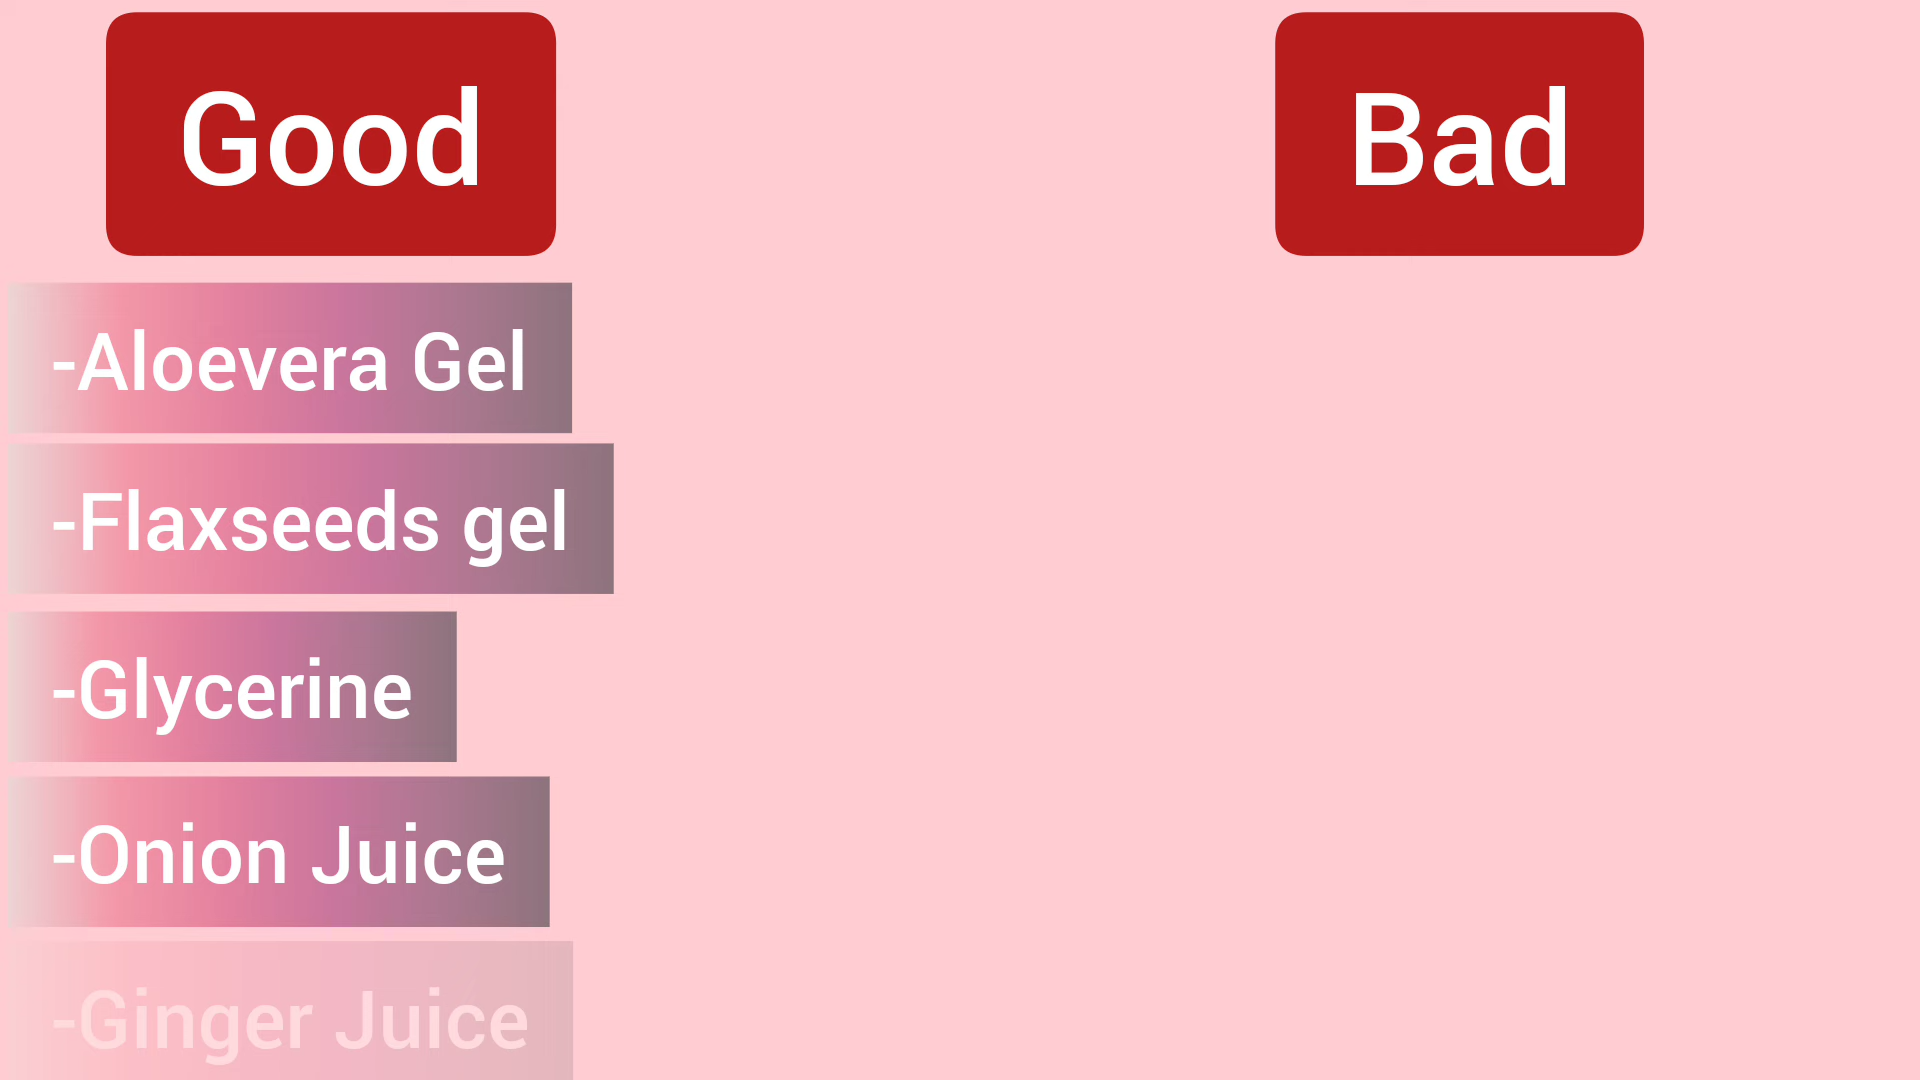 Good
Bad
-Aloevera Gel
-Flaxseeds gel
-Glycerine
-Onion Juice
-Ginger Juice